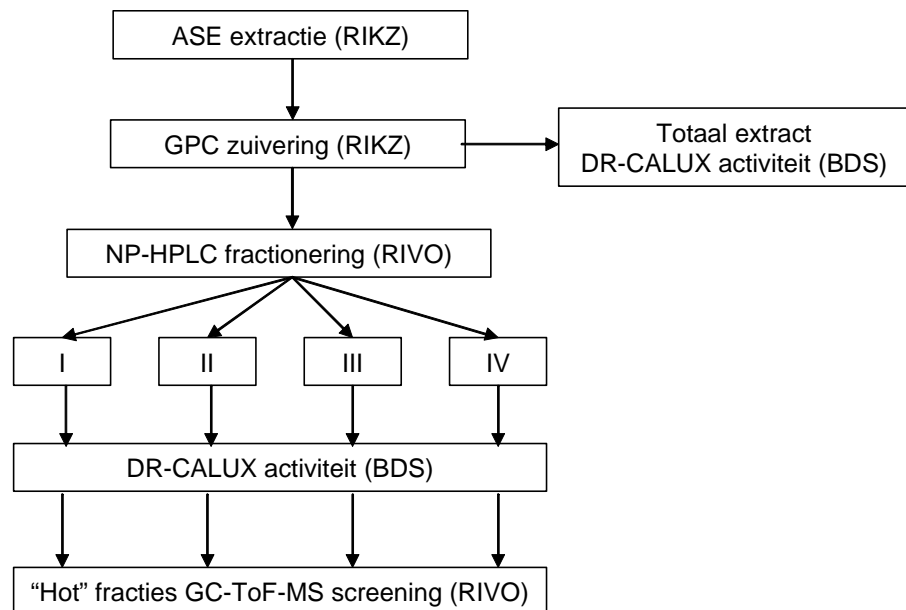 ASE extractie (RIKZ)
GPC zuivering (RIKZ)
Totaal extract
DR-CALUX activiteit (BDS)
NP-HPLC fractionering (RIVO)
I
II
III
IV
DR-CALUX activiteit (BDS)
“Hot” fracties GC-ToF-MS screening (RIVO)